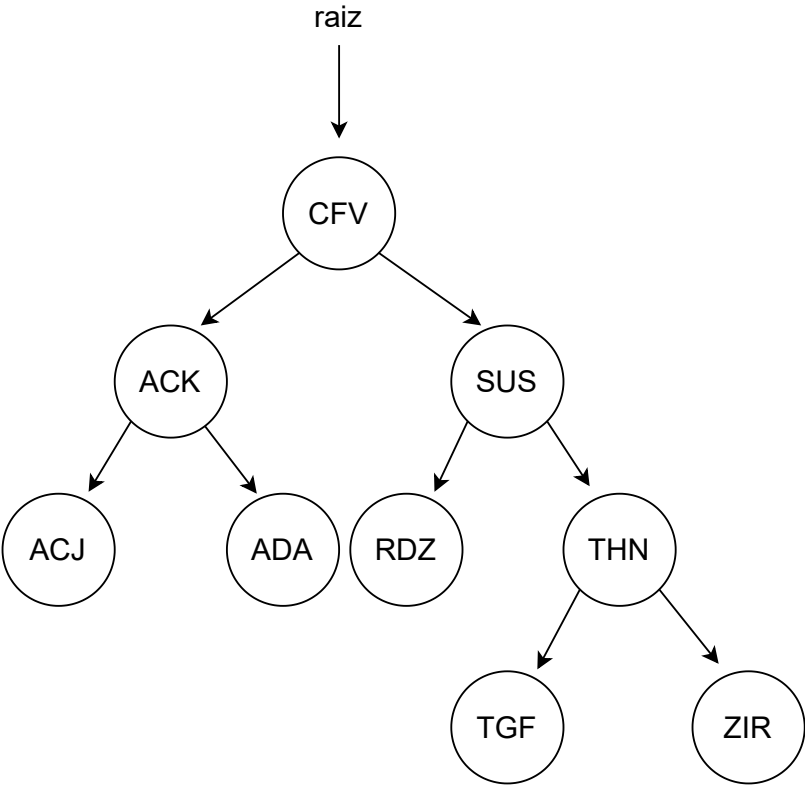 raiz
CFV
ACK
SUS
ACJ
ADA
RDZ
THN
TGF
ZIR